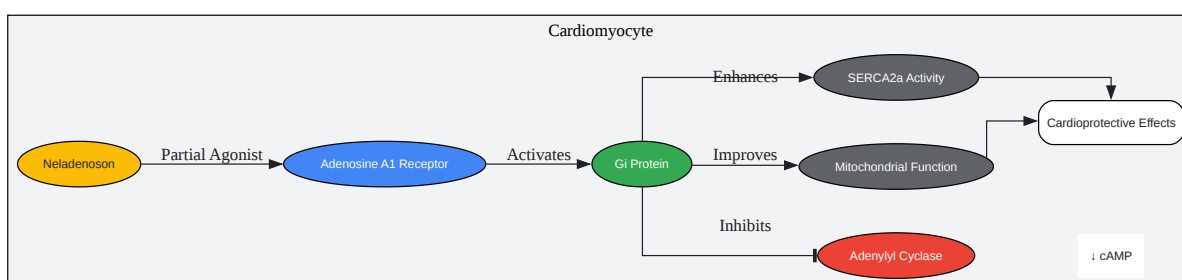 Cardiomyocyte
Enhances
SERCA2a Activity
Cardioprotective Effects
Neladenoson
Partial Agonist
Adenosine A1 Receptor
Activates
Gi Protein
Improves
Mitochondrial Function
Inhibits
Adenylyl Cyclase
↓ cAMP